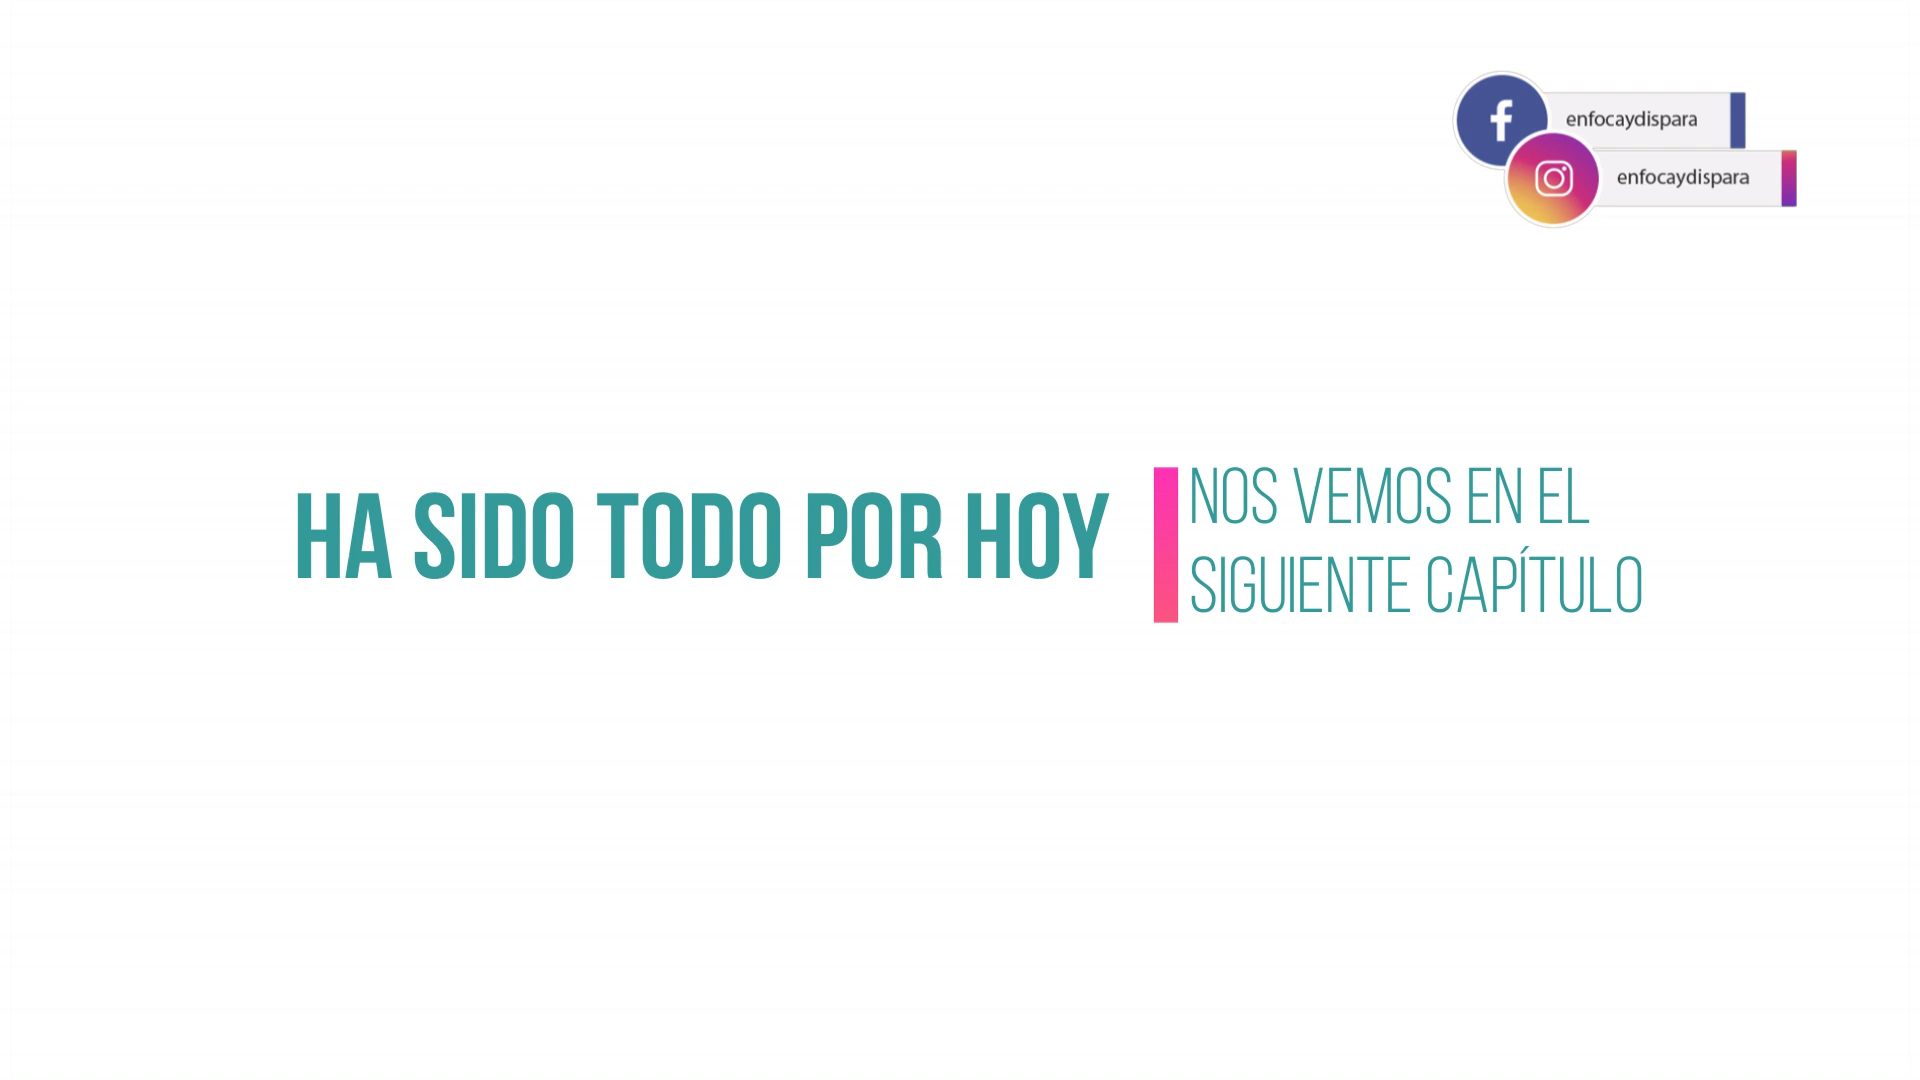 enfocaydispara
enfocaydispara
HA SIDO TODO POR HOY
NOS VEMOS EN EL
SIGUIENTE CAPÍTULO